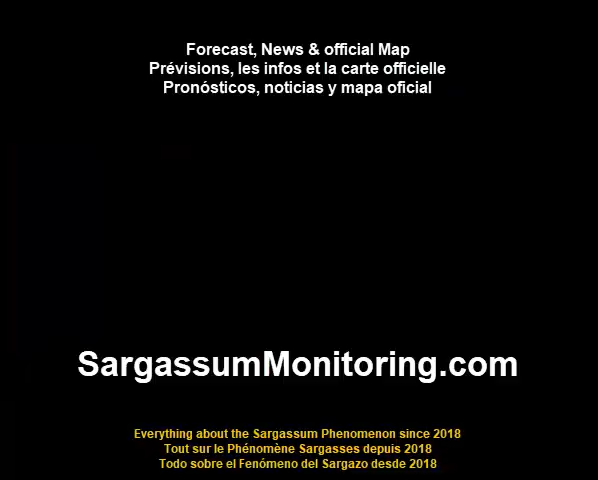 Forecast, News & official Map
Prévisions, les infos et la carte officielle
Pronósticos, noticias y mapa oficial
SargassumMonitoring.com
Everything about the Sargassum Phenomenon since 2018
Tout sur le Phénomène Sargasses depuis 2018
Todo sobre el Fenómeno del Sargazo desde 2018